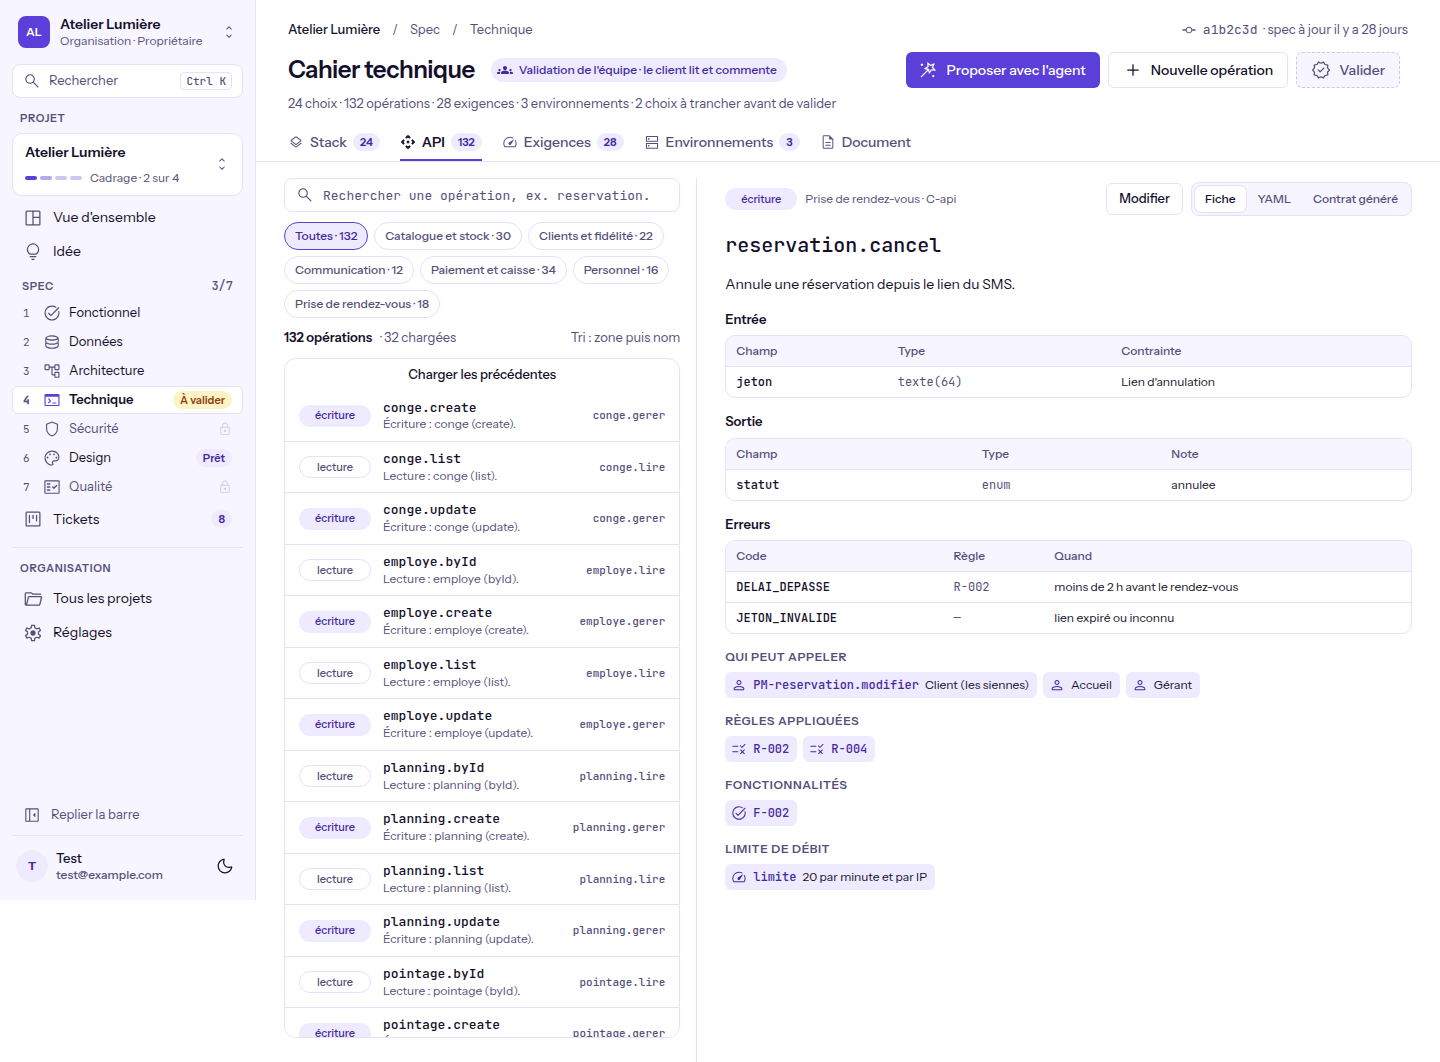 AL
Atelier Lumière
Organisation · Propriétaire
Rechercher
Ctrl K
PROJET
Atelier Lumière
Cadrage · 2 sur 4
Vue d'ensemble
Idée
SPEC 3/7
1 Fonctionnel
2 Données
3 Architecture
4 Technique À valider
5 Sécurité
6 Design Prêt
7 Qualité
Tickets 8
ORGANISATION
Tous les projets
Réglages
Replier la barre
T
Test
test@example.com
Atelier Lumière / Spec / Technique
a1b2c3d · spec à jour il y a 28 jours
Cahier technique
Validation de l'équipe · le client lit et commente
Proposer avec l'agent
Nouvelle opération
Valider
24 choix · 132 opérations · 28 exigences · 3 environnements · 2 choix à trancher avant de valider
Stack 24
API 132
Exigences 28
Environnements 3
Document
Rechercher une opération, ex. reservation.
Toutes · 132
Catalogue et stock · 30
Clients et fidélité · 22
Communication · 12
Paiement et caisse · 34
Personnel · 16
Prise de rendez-vous · 18
132 opérations · 32 chargées
Tri : zone puis nom
Charger les précédentes
écriture conge.create conge.gerer
Écriture : conge (create).
lecture conge.list conge.lire
Lecture : conge (list).
écriture conge.update conge.gerer
Écriture : conge (update).
lecture employe.byId employe.lire
Lecture : employe (byId).
écriture employe.create employe.gerer
Écriture : employe (create).
lecture employe.list employe.lire
Lecture : employe (list).
écriture employe.update employe.gerer
Écriture : employe (update).
lecture planning.byId planning.lire
Lecture : planning (byId).
écriture planning.create planning.gerer
Écriture : planning (create).
lecture planning.list planning.lire
Lecture : planning (list).
écriture planning.update planning.gerer
Écriture : planning (update).
lecture pointage.byId pointage.lire
Lecture : pointage (byId).
écriture pointage.create pointage.gerer
écriture
Prise de rendez-vous · C-api
Modifier
Fiche
YAML
Contrat généré
reservation.cancel
Annule une réservation depuis le lien du SMS.
Entrée
Champ Type Contrainte
jeton texte(64) Lien d'annulation
Sortie
Champ Type Note
statut enum annulee
Erreurs
Code Règle Quand
DELAI_DEPASSE R-002 moins de 2 h avant le rendez-vous
JETON_INVALIDE — lien expiré ou inconnu
QUI PEUT APPELER
PM-reservation.modifier Client (les siennes)
Accueil
Gérant
RÈGLES APPLIQUÉES
R-002
R-004
FONCTIONNALITÉS
F-002
LIMITE DE DÉBIT
limite 20 par minute et par IP